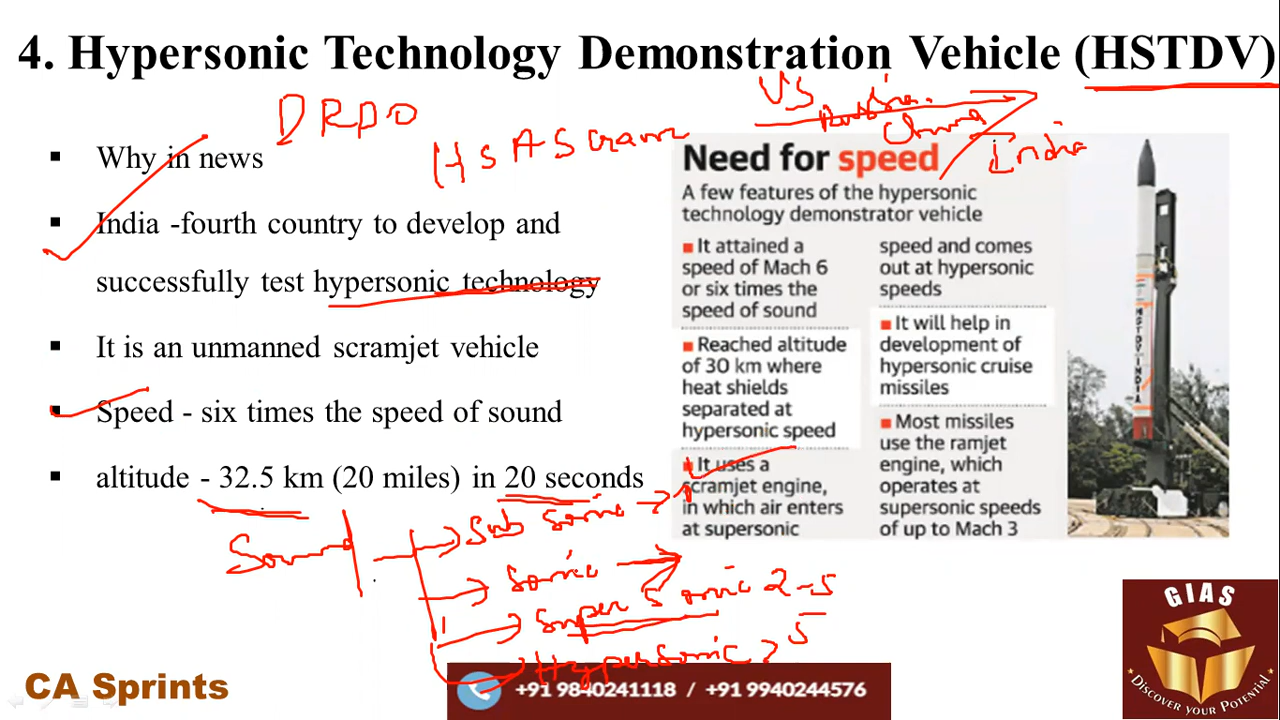 4. Hypersonic Technology Demonstration Vehicle (HSTDV)
DRDO
US
Russia
China
India
▪ Why in news
▪ India -fourth country to develop and
successfully test hypersonic technology
▪ It is an unmanned scramjet vehicle
▪ Speed - six times the speed of sound
▪ altitude - 32.5 km (20 miles) in 20 seconds
Need for speed
A few features of the hypersonic
technology demonstrator vehicle
■ It attained a
speed of Mach 6
or six times the
speed of sound
■ Reached altitude
of 30 km where
heat shields
separated at
hypersonic speed
■ It uses a
scramjet engine,
in which air enters
at supersonic
speed and comes
out at hypersonic
speeds
■ It will help in
development of
hypersonic cruise
missiles
■ Most missiles
use the ramjet
engine, which
operates at
supersonic speeds
of up to Mach 3
HSTDV INDIA
Sound
Sub sonic
Sonic
Super Sonic 2-5
Hypersonic > 5
CA Sprints
+91 9840241118 / +91 9940244576
GIAS
"DISCOVER YOUR POTENTIAL"